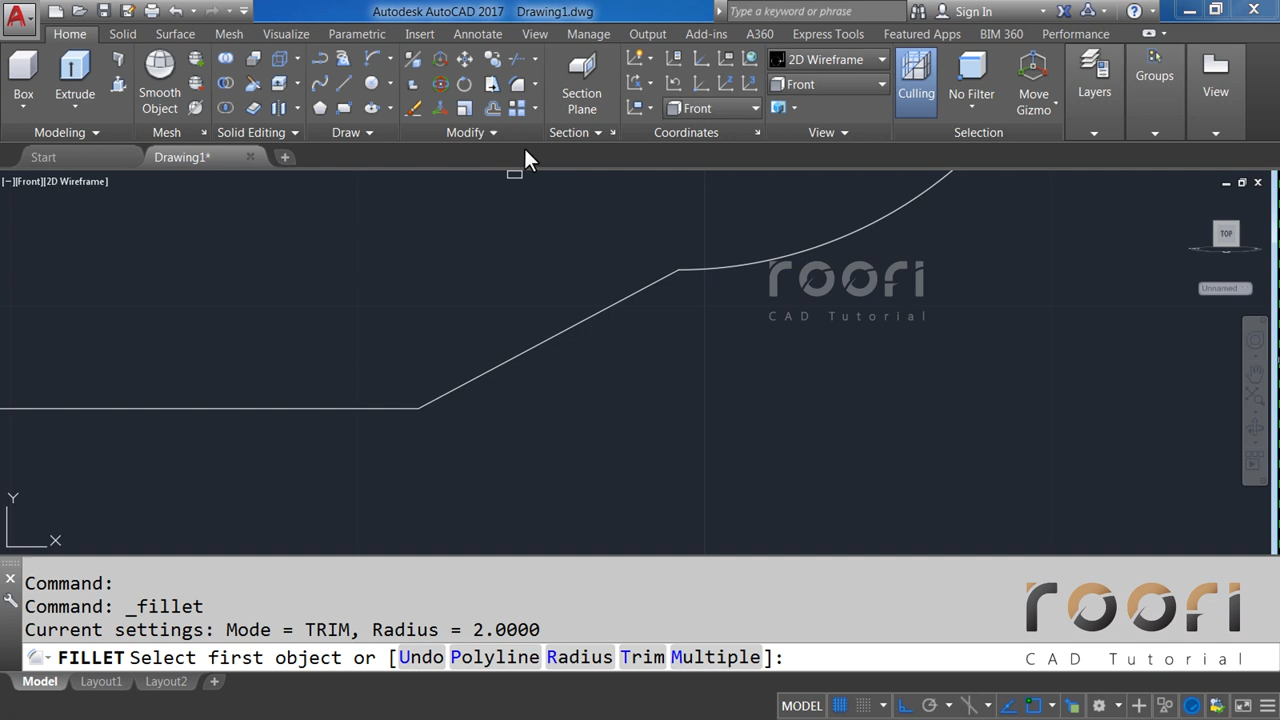 Autodesk AutoCAD 2017 Drawing1.dwg
Type a keyword or phrase
Sign In
Home Solid Surface Mesh Visualize Parametric Insert Annotate View Manage Output Add-ins A360 Express Tools Featured Apps BIM 360 Performance
Box
Extrude
Smooth
Object
Section
Plane
2D Wireframe
Front
Front
Culling
No Filter
Move
Gizmo
Layers
Groups
View
Modeling
Mesh
Solid Editing
Draw
Modify
Section
Coordinates
View
Selection
Start
Drawing1*
[−][Front][2D Wireframe]
TOP
Unnamed
roofi
CAD Tutorial
Y
X
Command:
Command: _fillet
Current settings: Mode = TRIM, Radius = 2.0000
FILLET Select first object or [Undo Polyline Radius Trim Multiple]:
roofi
CAD Tutorial
Model Layout1 Layout2
MODEL